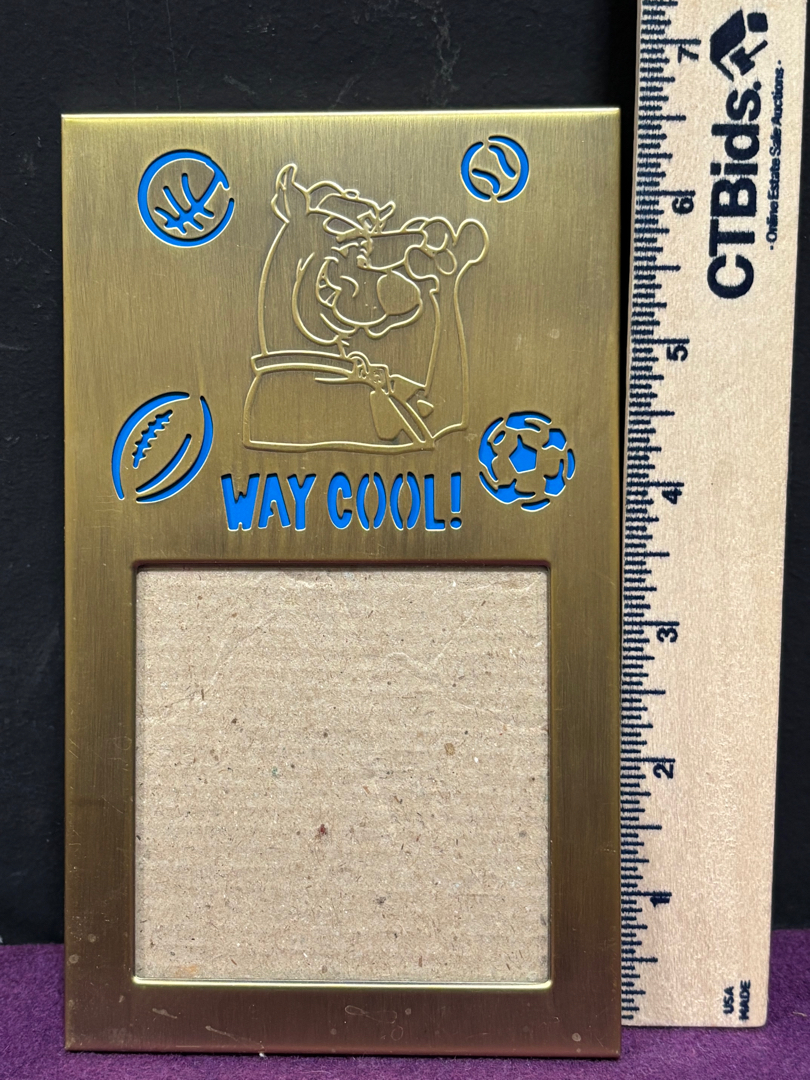 WAY COOL!
CTBids.
· Online Estate Sale Auctions ·
7
6
5
4
3
2
1
USA
MADE